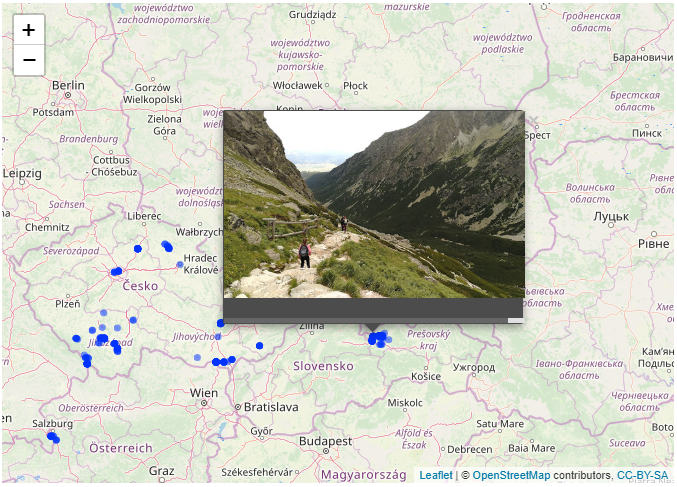 województwo
zachodniopomorskie
Grudziądz
mazurskie
Гродненская
область
województwo
kujawsko-
pomorskie
województwo
podlaskie
Барановичи
+
−
Berlin
Potsdam
Gorzów
Wielkopolski
Włocławek
Płock
Konin
Брестская
область
Zielona
Góra
Brandenburg
Брест
Пинск
Cottbus
- Chóśebuz
Leipzig
Sachsen
Волинська
область
Chemnitz
Liberec
Wałbrzych
Луцьк
Рівне
Severozápad
Hradec
Králové
Česko
область
Plzeň
Jihozápad
Jihovýchod
Žilina
Prešovský
kraj
Slovensko
Košice
Ужгород
Івано-Франківська
область
Кам'ян
Подільс
Wien
Bratislava
Miskolc
Чернівецька
область
Oberösterreich
Salzburg
Győr
Satu Mare
Österreich
Budapest
Alföld és
Észak
Debrecen
Baia Mare
Suceava
Graz
Székesfehérvár
Magyarország
Leaflet | © OpenStreetMap contributors, CC-BY-SA